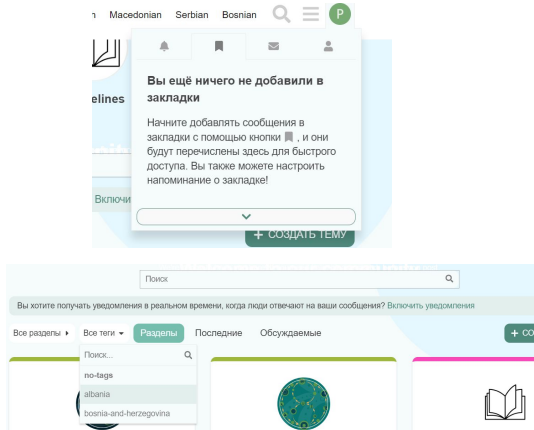 Macedonian Serbian Bosnian P
elines
Вы ещё ничего не добавили в
закладки
Начните добавлять сообщения в
закладки с помощью кнопки , и они
будут перечислены здесь для быстрого
доступа. Вы также можете настроить
напоминание о закладке!
Включи
+ СОЗДАТЬ ТЕМУ
Поиск
Вы хотите получать уведомления в реальном времени, когда люди отвечают на ваши сообщения? Включить уведомления
Все разделы Все теги Разделы Последние Обсуждаемые + СО
Поиск...
no-tags
albania
bosnia-and-herzegovina